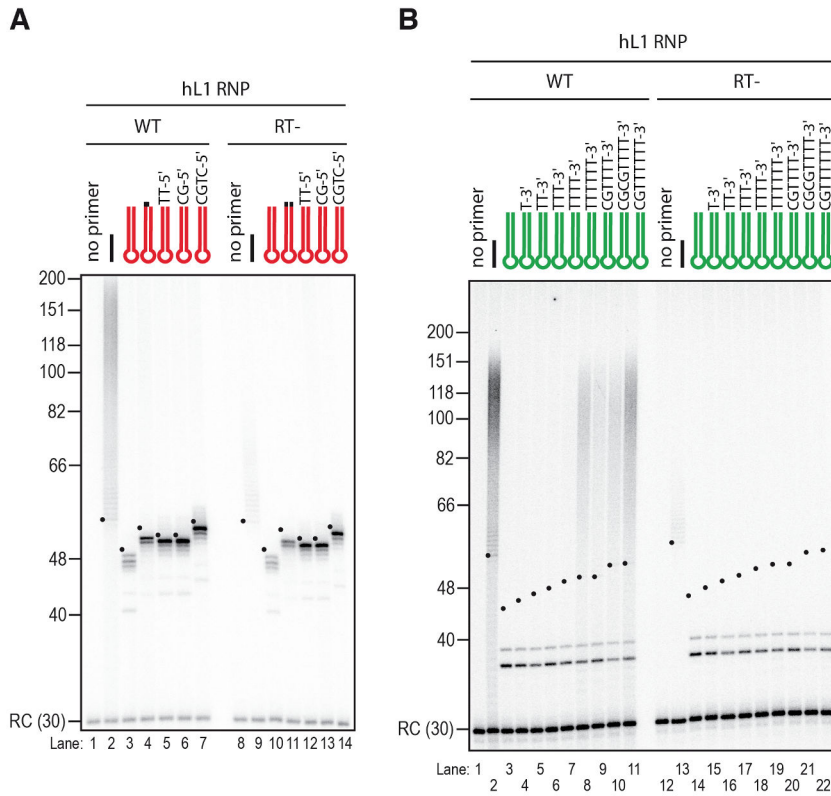 A
hL1 RNP
WT
RT-
no primer
TT-5'
CG-5'
CGTC-5'
no primer
TT-5'
CG-5'
CGTC-5'
200
151
118
100
82
66
48
40
RC (30)
Lane: 1 2 3 4 5 6 7 8 9 10 11 12 13 14
B
hL1 RNP
WT
RT-
no primer
T-3'
TT-3'
TTT-3'
TTTT-3'
TTTTTT-3'
CGTTTT-3'
CGCGTTTT-3'
CGTTTTTT-3'
no primer
T-3'
TT-3'
TTT-3'
TTTT-3'
TTTTTT-3'
CGTTTT-3'
CGCGTTTT-3'
CGTTTTTT-3'
200
151
118
100
82
66
48
40
RC (30)
Lane: 1 3 5 7 9 11 13 15 17 19 21
2 4 6 8 10 12 14 16 18 20 22